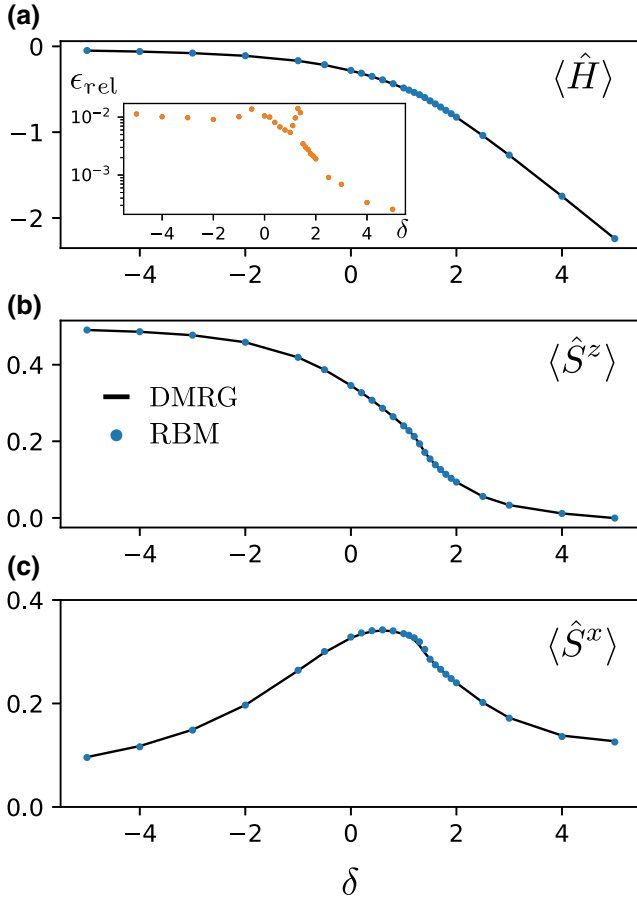 (a)
0
−1
−2
⟨Ĥ⟩
ϵrel
10⁻²
10⁻³
−4 −2 0 2 4 δ
−4 −2 0 2 4
(b)
0.4
0.2
0.0
⟨Ŝᶻ⟩
DMRG
RBM
−4 −2 0 2 4
(c)
0.4
0.2
0.0
⟨Ŝˣ⟩
−4 −2 0 2 4
δ